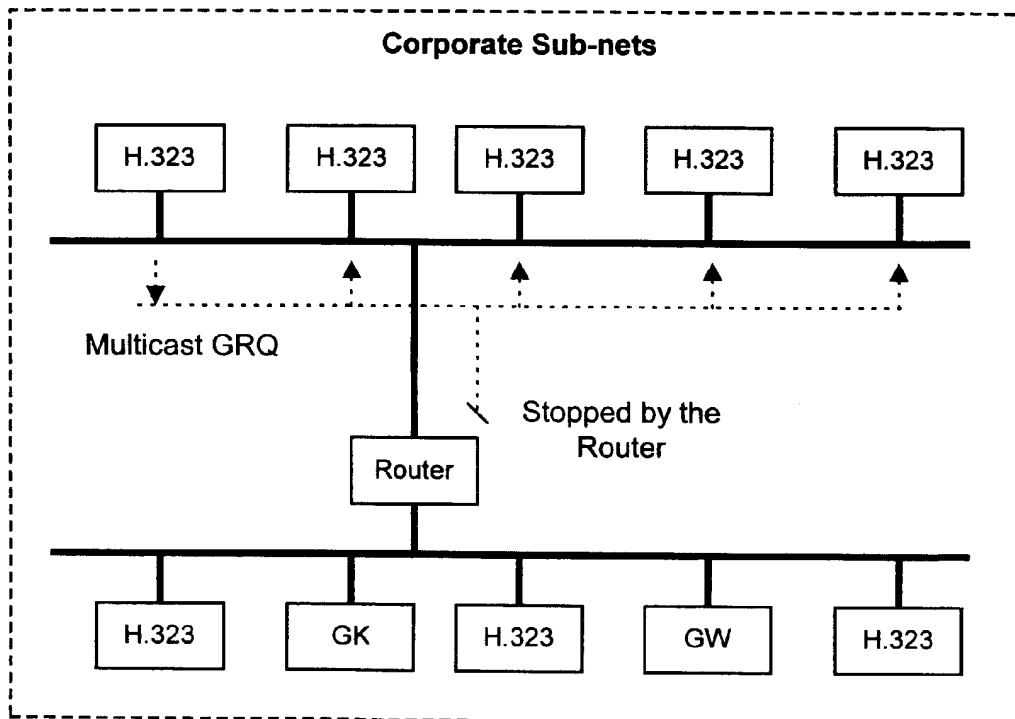 Corporate Sub-nets
H.323
H.323
H.323
H.323
H.323
Multicast GRQ
Stopped by the
Router
Router
H.323
GK
H.323
GW
H.323